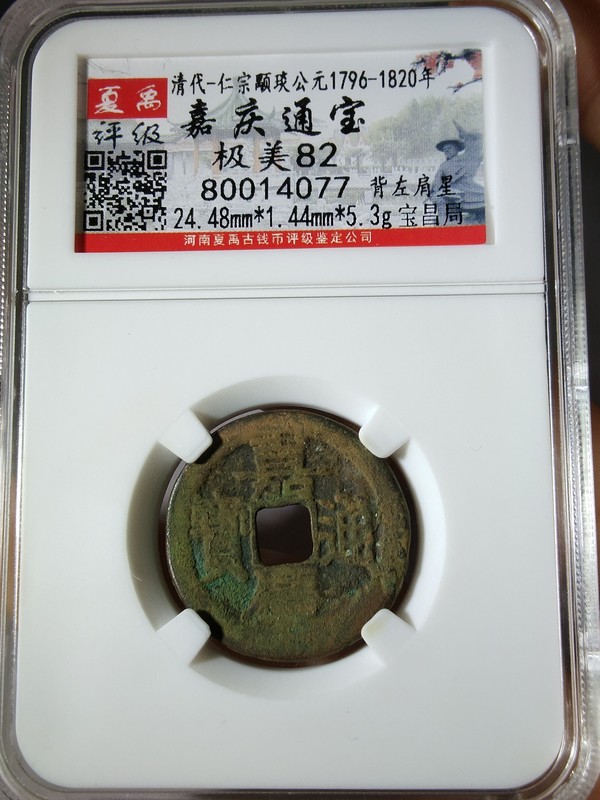 夏禹
评级
清代-仁宗顒琰公元1796-1820年
嘉庆通宝
极美82
80014077 背左肩星
24.48mm*1.44mm*5.3g 宝昌局
河南夏禹古钱币评级鉴定公司
嘉慶通寶